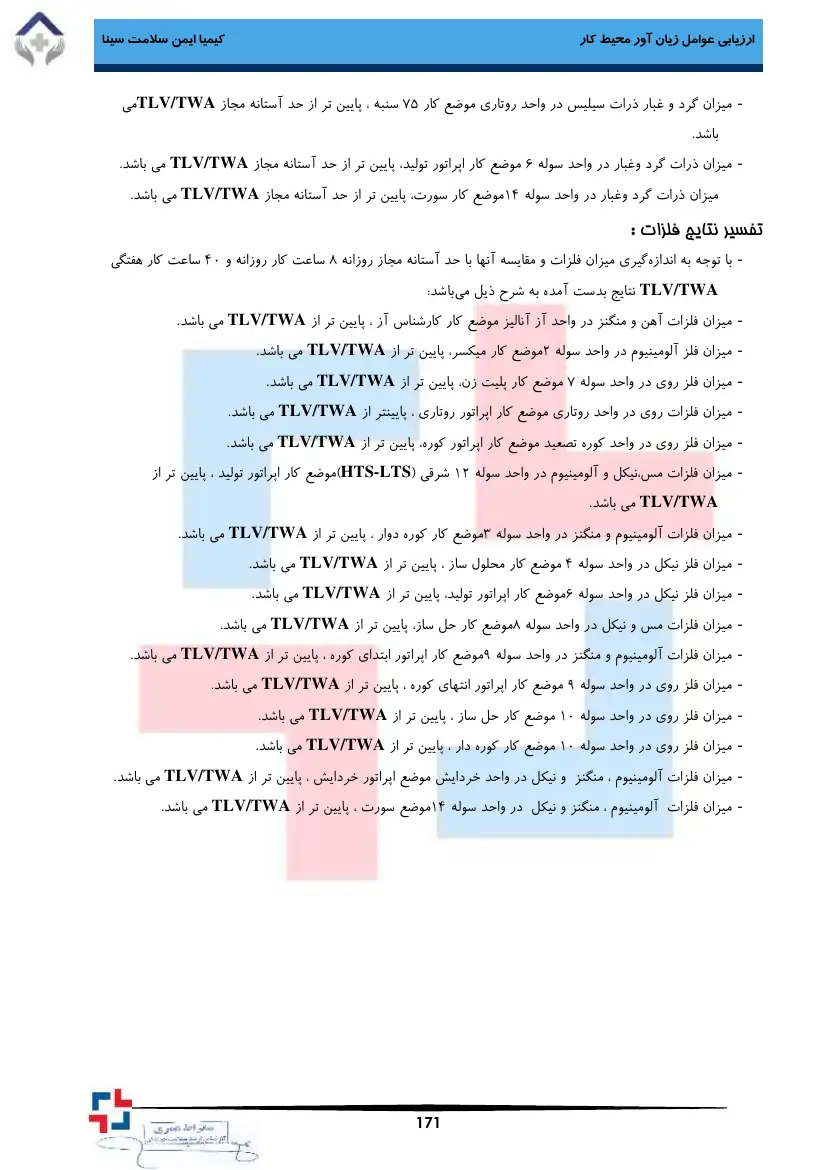 ارزیابی عوامل زیان آور محیط کار
کیمیا ایمن سلامت سینا
- میزان گرد و غبار ذرات سیلیس در واحد روتاری موضع کار ۷۵ سنبه ، پایین تر از حد آستانه مجاز TLV/TWAمی
باشد.
- میزان ذرات گرد وغبار در واحد سوله ۶ موضع کار اپراتور تولید، پایین تر از حد آستانه مجاز TLV/TWA می باشد.
میزان ذرات گرد وغبار در واحد سوله ۱۴موضع کار سورت، پایین تر از حد آستانه مجاز TLV/TWA می باشد.
تفسیر نتایج فلزات :
- با توجه به اندازه‌گیری میزان فلزات و مقایسه آنها با حد آستانه مجاز روزانه ۸ ساعت کار روزانه و ۴۰ ساعت کار هفتگی
TLV/TWA نتایج بدست آمده به شرح ذیل می‌باشد:
- میزان فلزات آهن و منگنز در واحد آز آنالیز موضع کار کارشناس آز ، پایین تر از TLV/TWA می باشد.
- میزان فلز آلومینیوم در واحد سوله ۲موضع کار میکسر، پایین تر از TLV/TWA می باشد.
- میزان فلز روی در واحد سوله ۷ موضع کار پلیت زن، پایین تر از TLV/TWA می باشد.
- میزان فلزات روی در واحد روتاری موضع کار اپراتور روتاری ، پایینتر از TLV/TWA می باشد.
- میزان فلز روی در واحد کوره تصعید موضع کار اپراتور کوره، پایین تر از TLV/TWA می باشد.
- میزان فلزات مس،نیکل و آلومینیوم در واحد سوله ۱۲ شرقی (HTS-LTS)موضع کار اپراتور تولید ، پایین تر از
TLV/TWA می باشد.
- میزان فلزات آلومینیوم و منگنز در واحد سوله ۳موضع کار کوره دوار ، پایین تر از TLV/TWA می باشد.
- میزان فلز نیکل در واحد سوله ۴ موضع کار محلول ساز ، پایین تر از TLV/TWA می باشد.
- میزان فلز نیکل در واحد سوله ۶موضع کار اپراتور تولید، پایین تر از TLV/TWA می باشد.
- میزان فلزات مس و نیکل در واحد سوله ۸موضع کار حل ساز، پایین تر از TLV/TWA می باشد.
- میزان فلزات آلومینیوم و منگنز در واحد سوله ۹موضع کار اپراتور ابتدای کوره ، پایین تر از TLV/TWA می باشد.
- میزان فلز روی در واحد سوله ۹ موضع کار اپراتور انتهای کوره ، پایین تر از TLV/TWA می باشد.
- میزان فلز روی در واحد سوله ۱۰ موضع کار حل ساز ، پایین تر از TLV/TWA می باشد.
- میزان فلز روی در واحد سوله ۱۰ موضع کار کوره دار ، پایین تر از TLV/TWA می باشد.
- میزان فلزات آلومینیوم ، منگنز و نیکل در واحد خردایش موضع اپراتور خردایش ، پایین تر از TLV/TWA می باشد.
- میزان فلزات آلومینیوم ، منگنز و نیکل در واحد سوله ۱۴موضع سورت ، پایین تر از TLV/TWA می باشد.
171